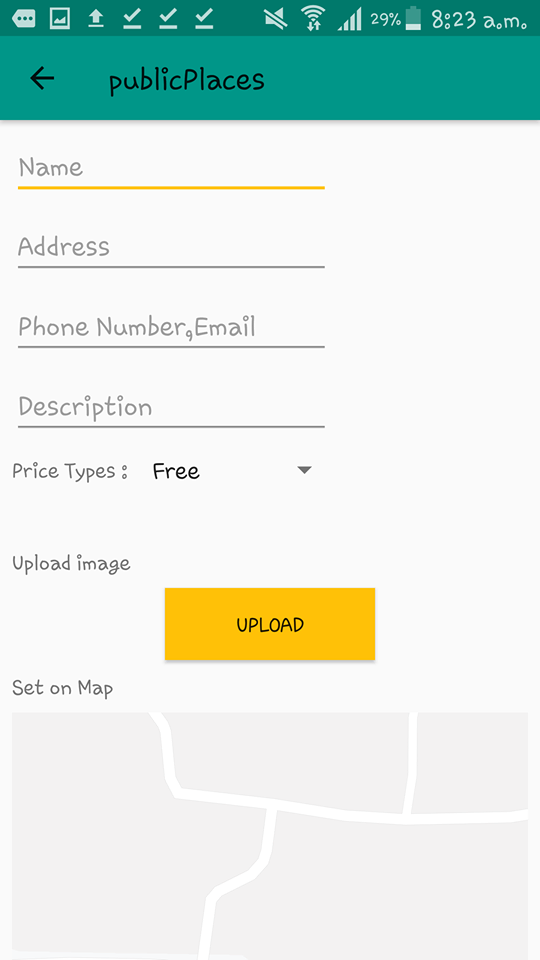 29% 8:23 a.m.
publicPlaces
Name
Address
Phone Number,Email
Description
Price Types : Free
Upload image
UPLOAD
Set on Map